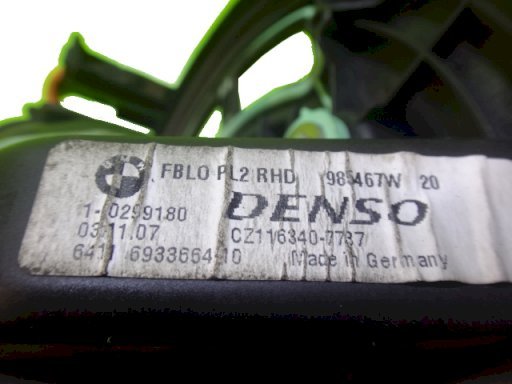 FBLO PL2 RHD 985467W 20
1-0299180 DENSO
03.11.07 CZ116340-7737
6411 6933664-10 Made in Germany